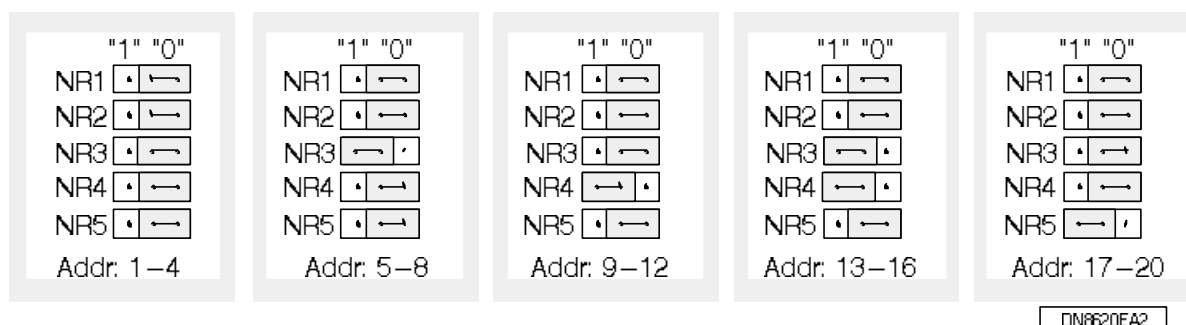 "1" "0"
NR1
NR2
NR3
NR4
NR5
Addr: 1-4
"1" "0"
NR1
NR2
NR3
NR4
NR5
Addr: 5-8
"1" "0"
NR1
NR2
NR3
NR4
NR5
Addr: 9-12
"1" "0"
NR1
NR2
NR3
NR4
NR5
Addr: 13-16
"1" "0"
NR1
NR2
NR3
NR4
NR5
Addr: 17-20